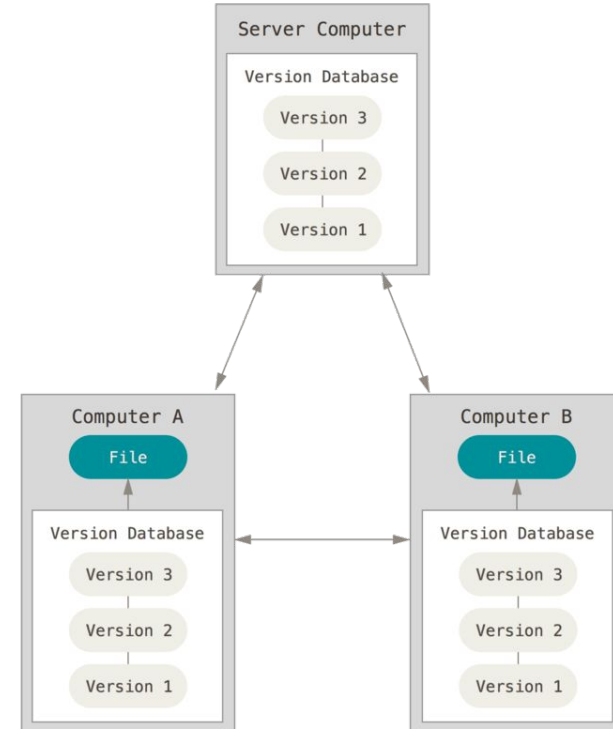 Server Computer
Version Database
Version 3
Version 2
Version 1
Computer A
File
Version Database
Version 3
Version 2
Version 1
Computer B
File
Version Database
Version 3
Version 2
Version 1